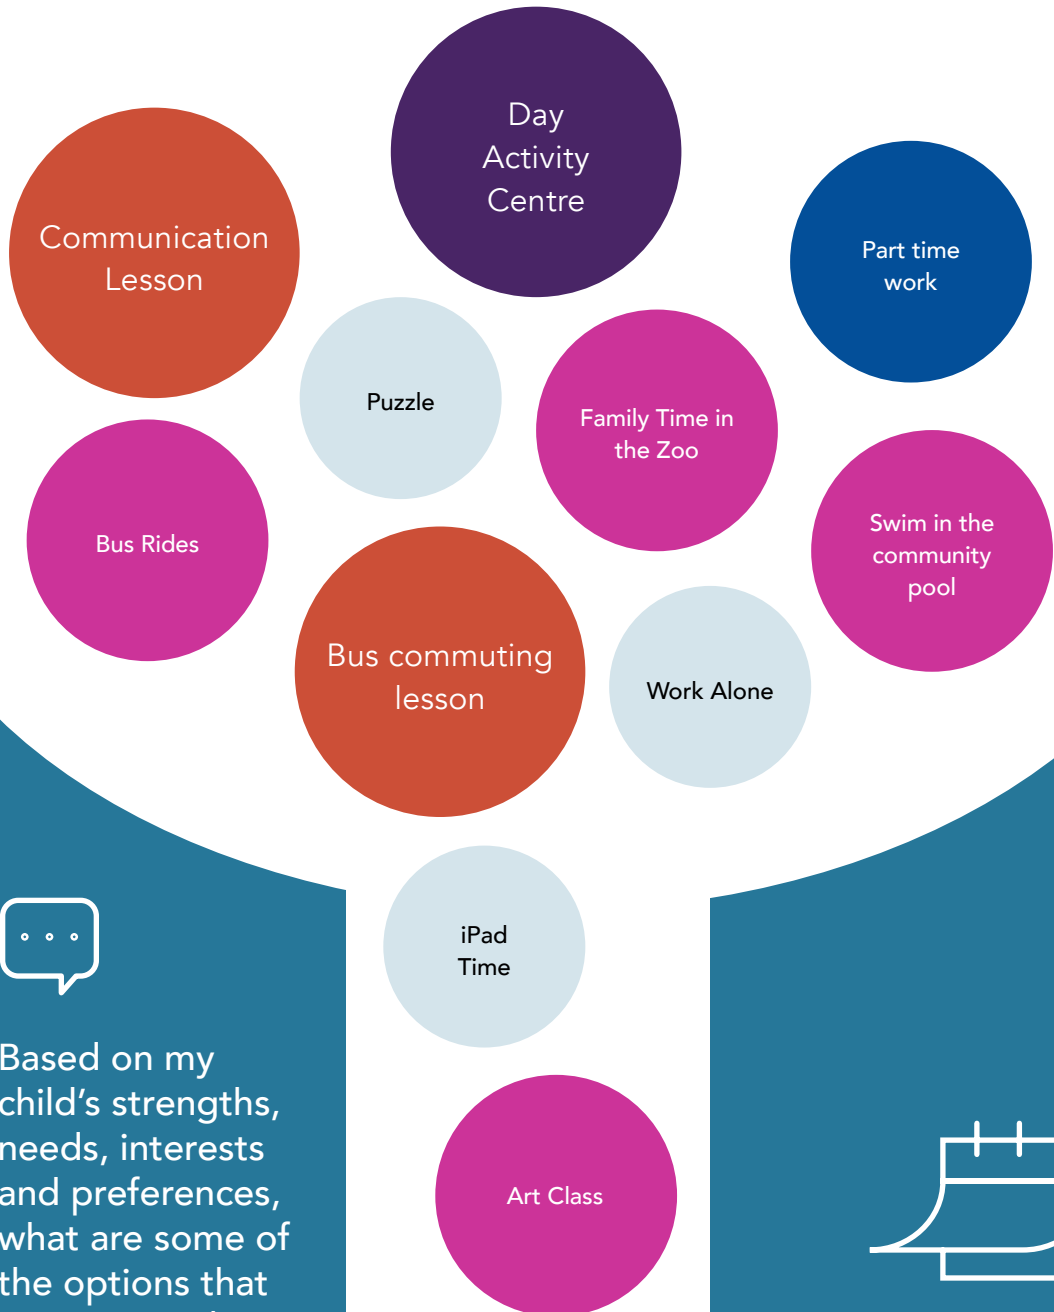 Day
Activity
Centre
Communication
Lesson
Part time
work
Puzzle
Family Time in
the Zoo
Bus Rides
Swim in the
community
pool
Bus commuting
lesson
Work Alone
iPad
Time
Based on my
child’s strengths,
needs, interests
and preferences,
what are some of
the options that
Art Class